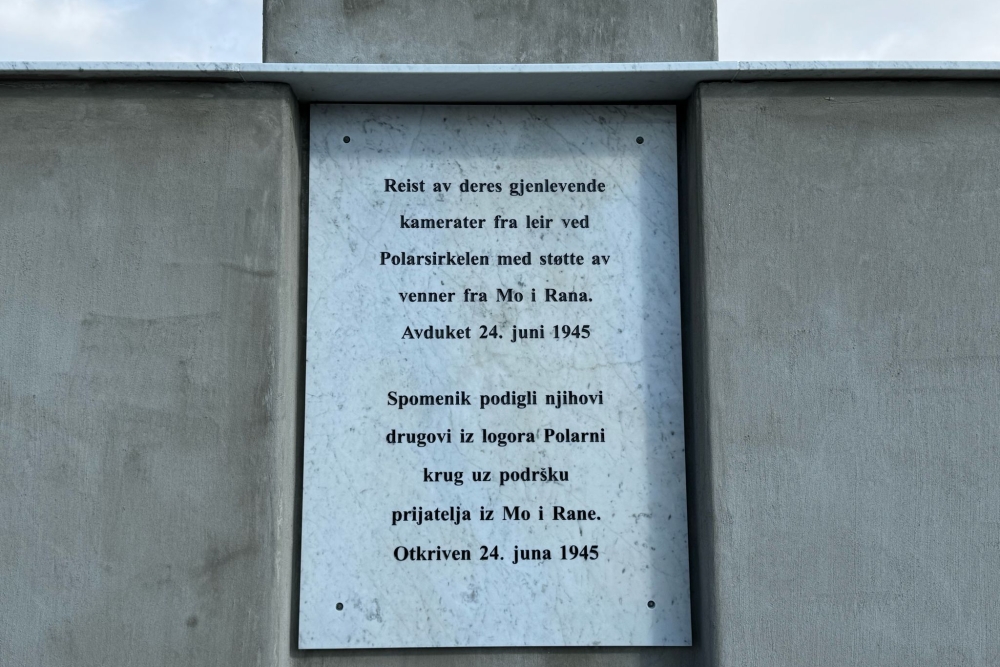 Reist av deres gjenlevende
kamerater fra leir ved
Polarsirkelen med støtte av
venner fra Mo i Rana.
Avduket 24. juni 1945
Spomenik podigli njihovi
drugovi iz logora Polarni
krug uz podršku
prijatelja iz Mo i Rane.
Otkriven 24. juna 1945